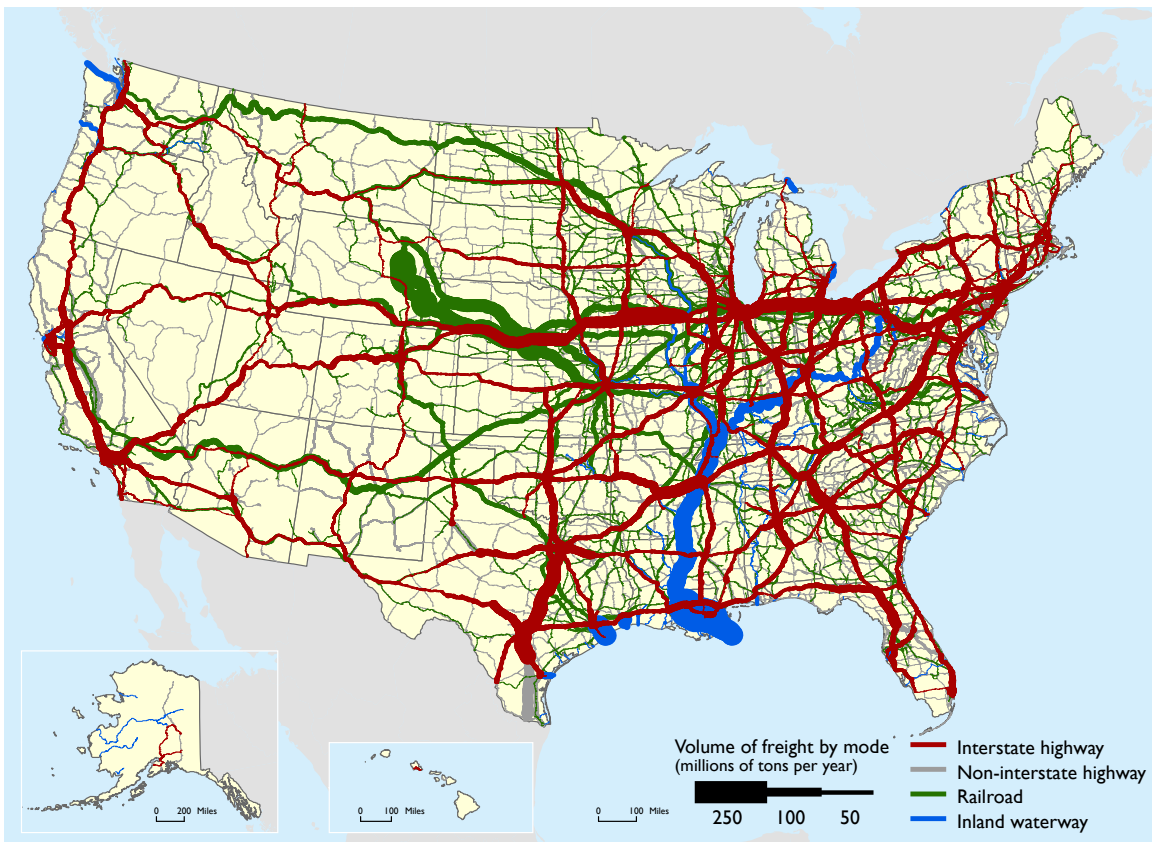 Volume of freight by mode
(millions of tons per year)
250 100 50
Interstate highway
Non-interstate highway
Railroad
Inland waterway
0 200 Miles
0 100 Miles
0 100 Miles